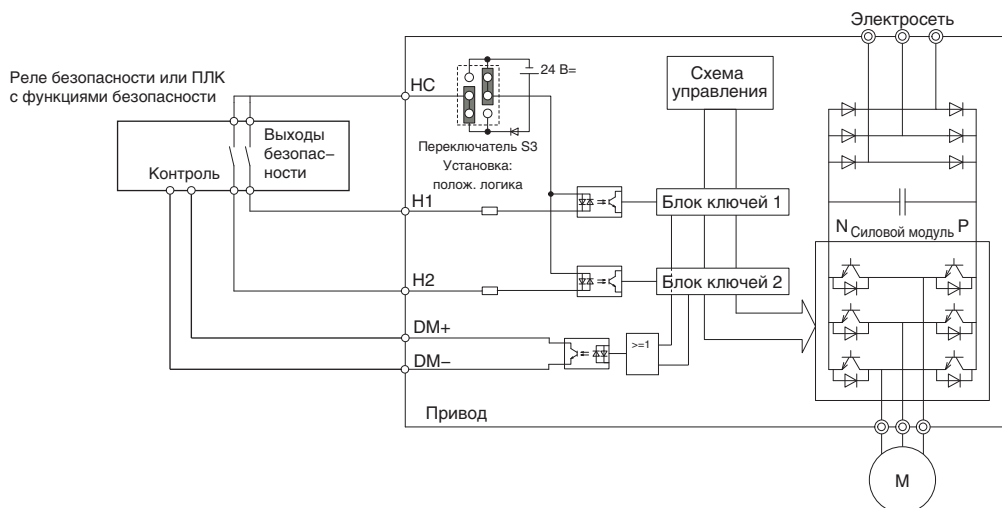 Электросеть
Реле безопасности или ПЛК
с функциями безопасности
HC
24 В=
Схема
управления
Выходы
безопас–
ности
Контроль
Переключатель S3
Установка:
полож. логика
H1
Блок ключей 1
N Силовой модуль P
H2
Блок ключей 2
DM+
>=1
DM–
Привод
M